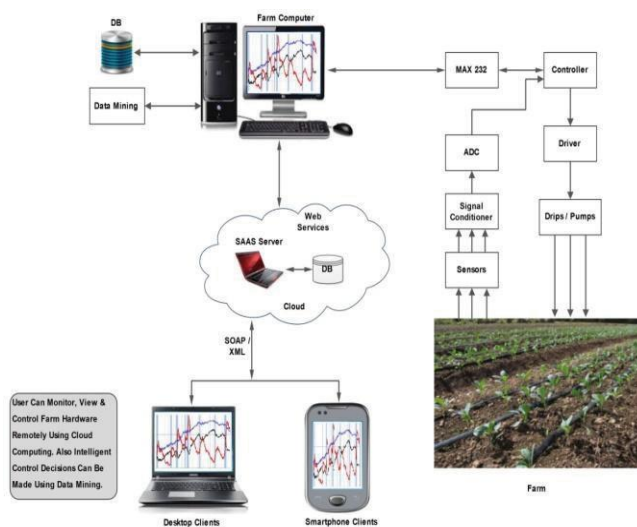 Farm Computer
DB
Data Mining
MAX 232
Controller
ADC
Driver
Signal
Conditioner
Drips / Pumps
Sensors
Web
Services
SAAS Server
DB
Cloud
SOAP /
XML
User Can Monitor, View &
Control Farm Hardware
Remotely Using Cloud
Computing. Also Intelligent
Control Decisions Can Be
Made Using Data Mining.
Desktop Clients
Smartphone Clients
Farm